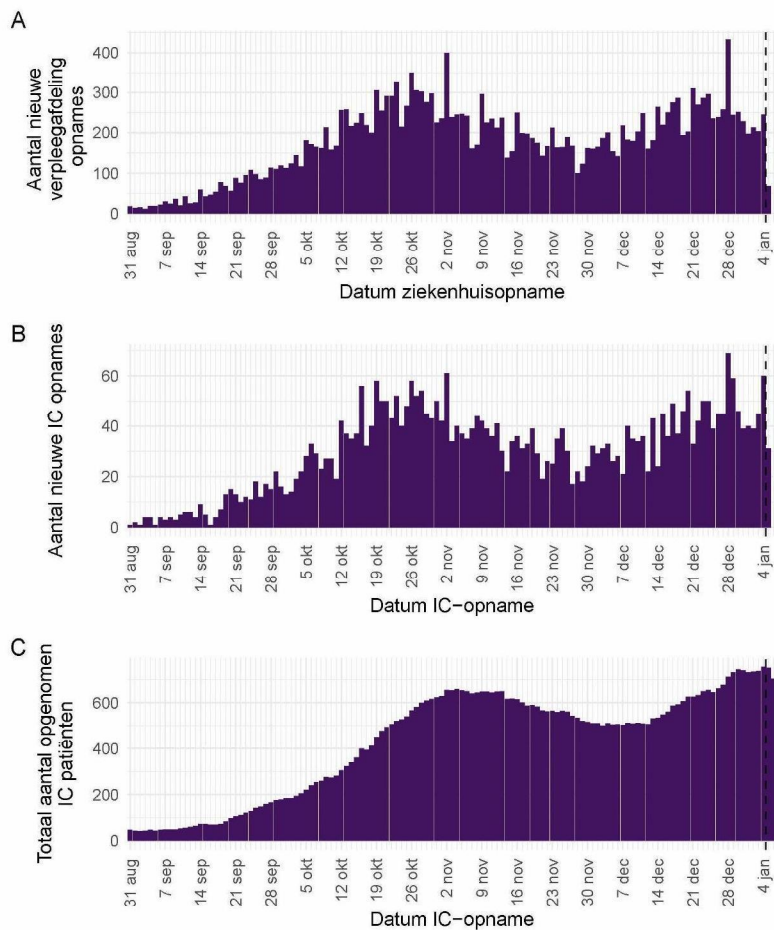 A
Aantal nieuwe
verpleegafdeling
opnames
400
300
200
100
0
31 aug
7 sep
14 sep
21 sep
28 sep
5 okt
12 okt
19 okt
26 okt
2 nov
9 nov
16 nov
23 nov
30 nov
7 dec
14 dec
21 dec
28 dec
4 jan
Datum ziekenhuisopname
B
Aantal nieuwe IC opnames
60
40
20
0
31 aug
7 sep
14 sep
21 sep
28 sep
5 okt
12 okt
19 okt
26 okt
2 nov
9 nov
16 nov
23 nov
30 nov
7 dec
14 dec
21 dec
28 dec
4 jan
Datum IC−opname
C
Totaal aantal opgenomen
IC patiënten
600
400
200
0
31 aug
7 sep
14 sep
21 sep
28 sep
5 okt
12 okt
19 okt
26 okt
2 nov
9 nov
16 nov
23 nov
30 nov
7 dec
14 dec
21 dec
28 dec
4 jan
Datum IC−opname